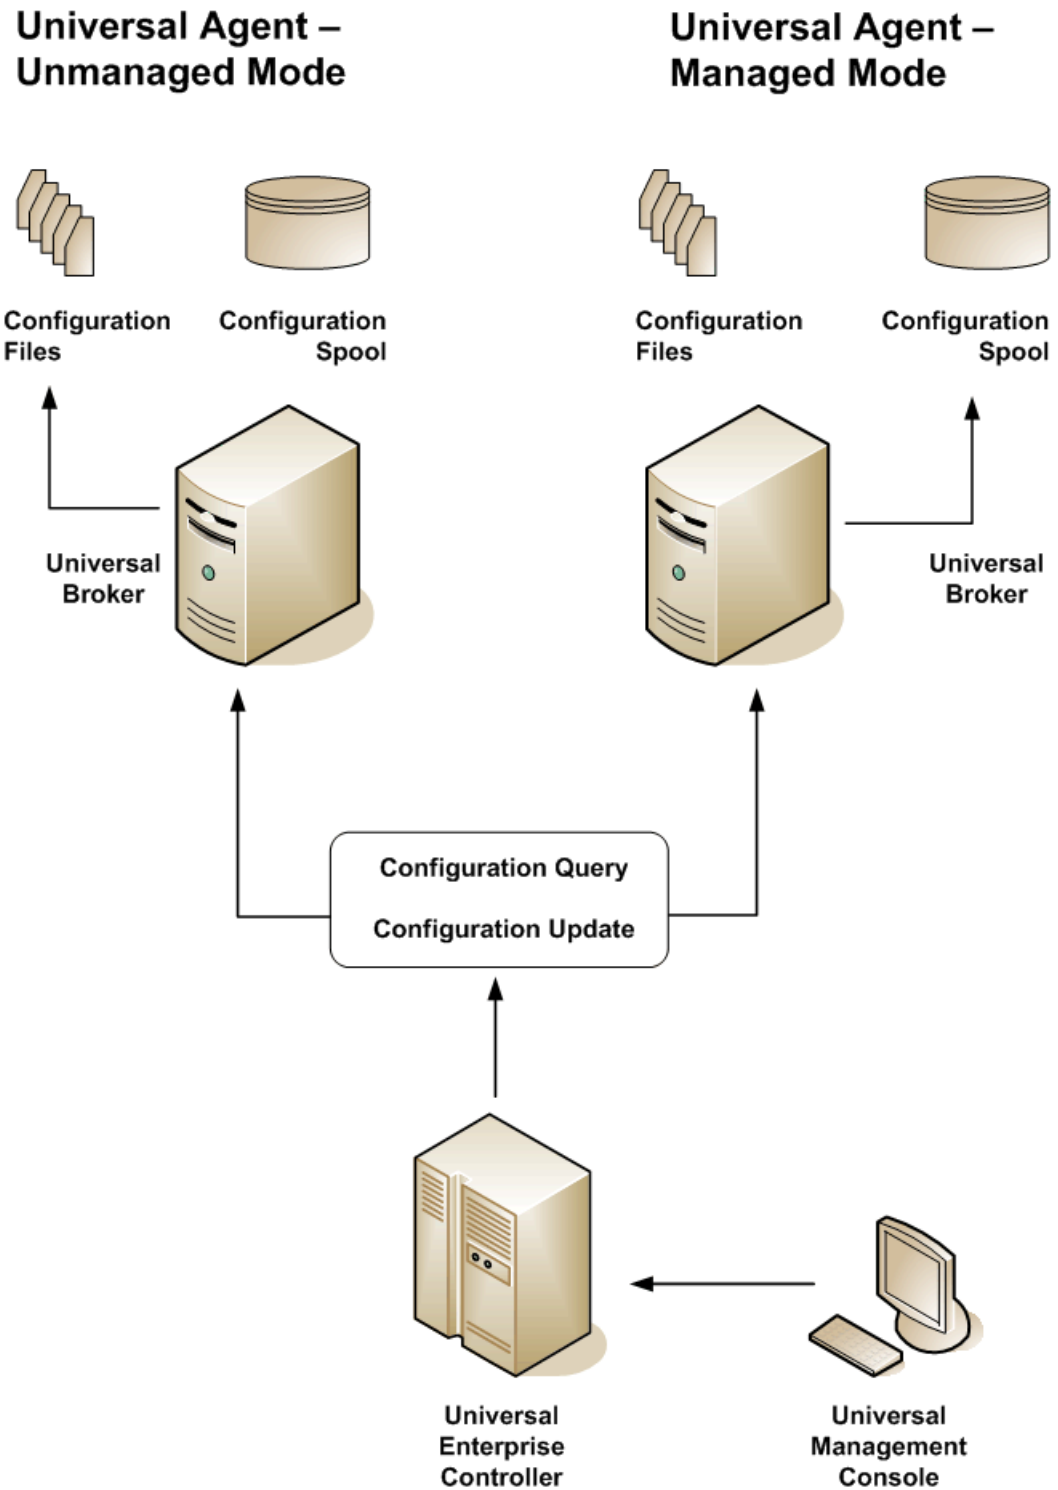 Universal Agent –
Unmanaged Mode
Universal Agent –
Managed Mode
Configuration
Files
Configuration
Spool
Configuration
Files
Configuration
Spool
Universal
Broker
Universal
Broker
Configuration Query
Configuration Update
Universal
Enterprise
Controller
Universal
Management
Console